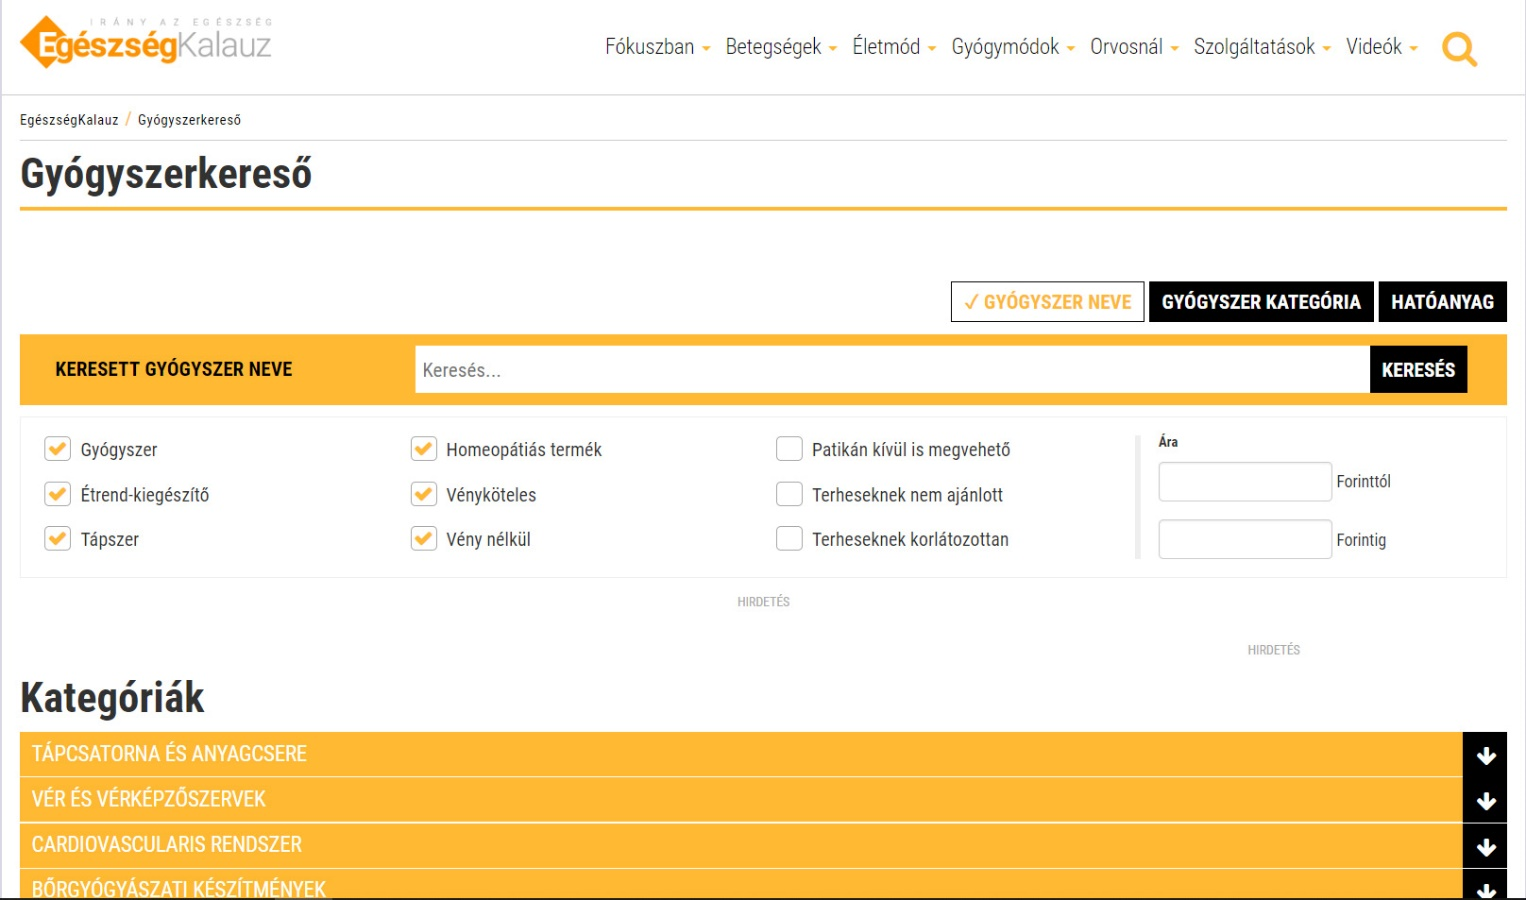 IRÁNY AZ EGÉSZSÉG
EgészségKalauz
Fókuszban Betegségek Életmód Gyógymódok Orvosnál Szolgáltatások Videók
EgészségKalauz / Gyógyszerkereső
Gyógyszerkereső
✓ GYÓGYSZER NEVE GYÓGYSZER KATEGÓRIA HATÓANYAG
KERESETT GYÓGYSZER NEVE Keresés... KERESÉS
Gyógyszer Homeopátiás termék Patikán kívül is megvehető Ára
Forinttól
Étrend-kiegészítő Vényköteles Terheseknek nem ajánlott
Tápszer Vény nélkül Terheseknek korlátozottan Forintig
HIRDETÉS
HIRDETÉS
Kategóriák
TÁPCSATORNA ÉS ANYAGCSERE
VÉR ÉS VÉRKÉPZŐSZERVEK
CARDIOVASCULARIS RENDSZER
BŐRGYÓGYÁSZATI KÉSZÍTMÉNYEK